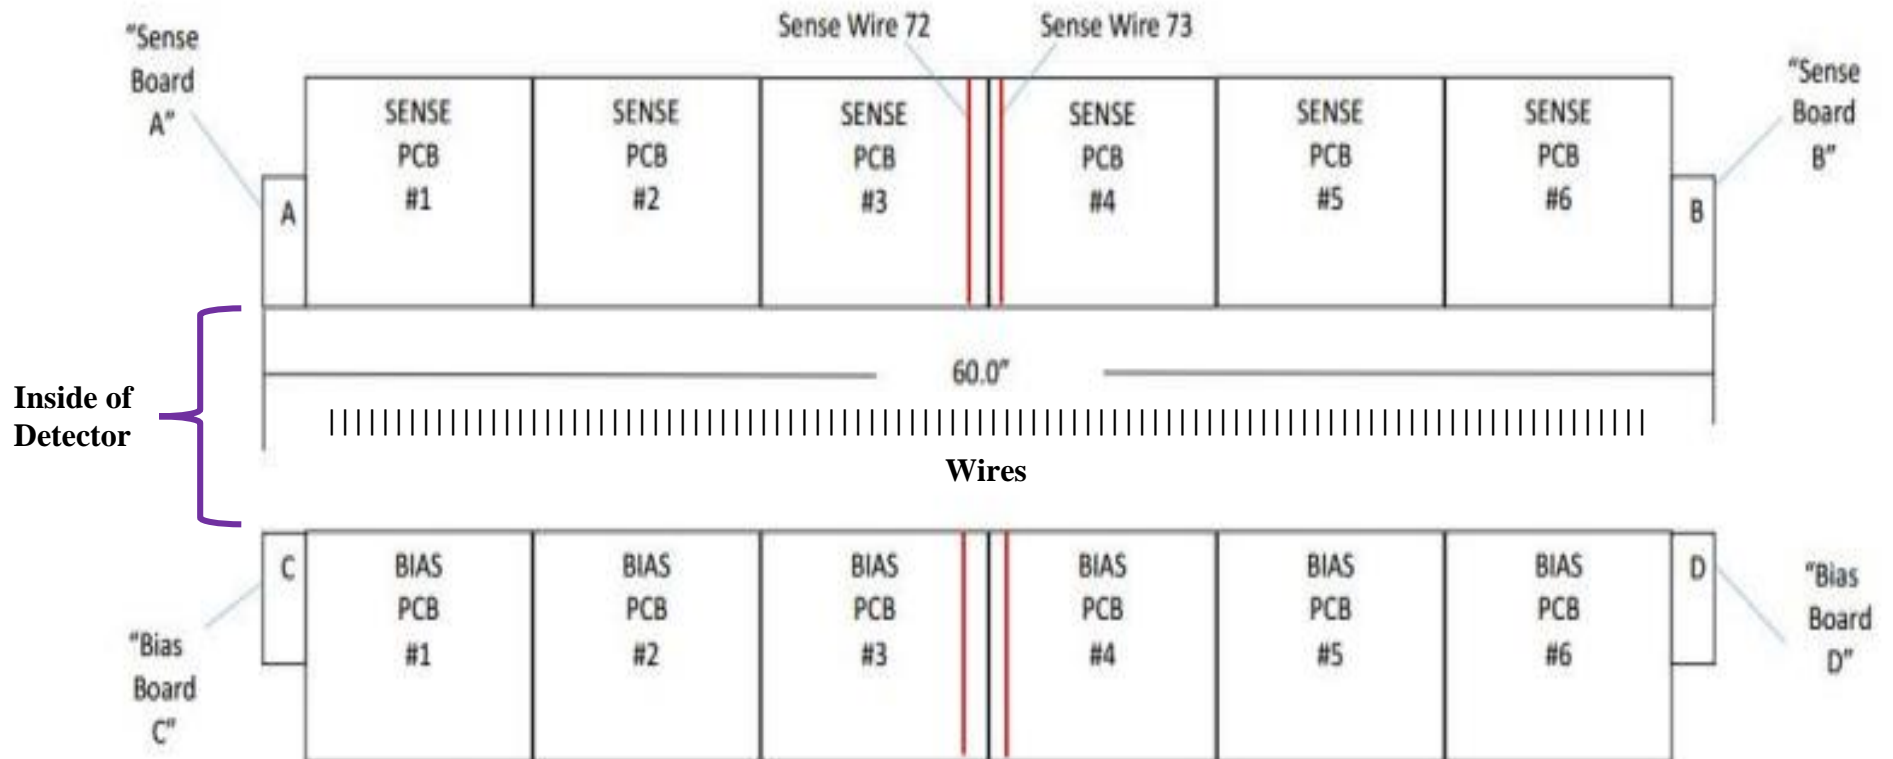 Sense Wire 72
Sense Wire 73
"Sense
Board
A"
"Sense
Board
B"
A
SENSE
PCB
#1
SENSE
PCB
#2
SENSE
PCB
#3
SENSE
PCB
#4
SENSE
PCB
#5
SENSE
PCB
#6
B
60.0"
Inside of
Detector
Wires
C
BIAS
PCB
#1
BIAS
PCB
#2
BIAS
PCB
#3
BIAS
PCB
#4
BIAS
PCB
#5
BIAS
PCB
#6
D
"Bias
Board
C"
"Bias
Board
D"